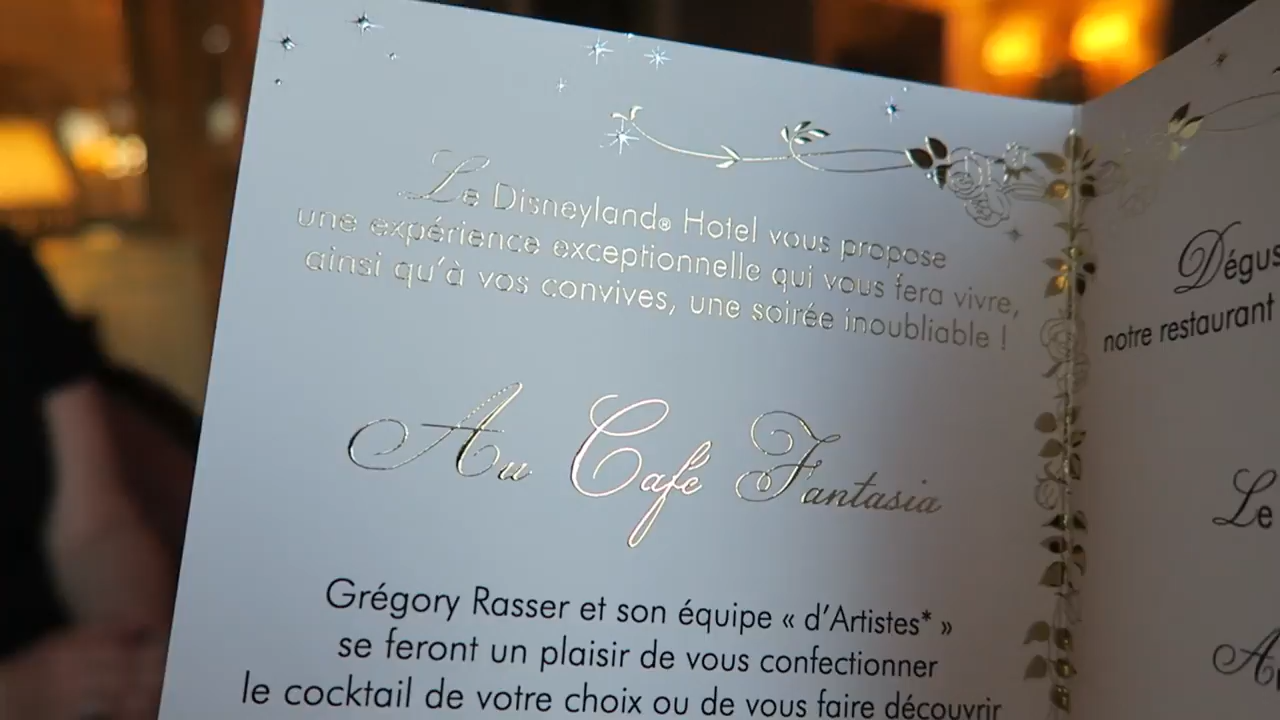 Le Disneyland® Hotel vous propose
une expérience exceptionnelle qui vous fera vivre,
ainsi qu'à vos convives, une soirée inoubliable !
Au Café Fantasia
Grégory Rasser et son équipe « d'Artistes* »
se feront un plaisir de vous confectionner
le cocktail de votre choix ou de vous faire découvrir
Dégus
notre restaurant
Le